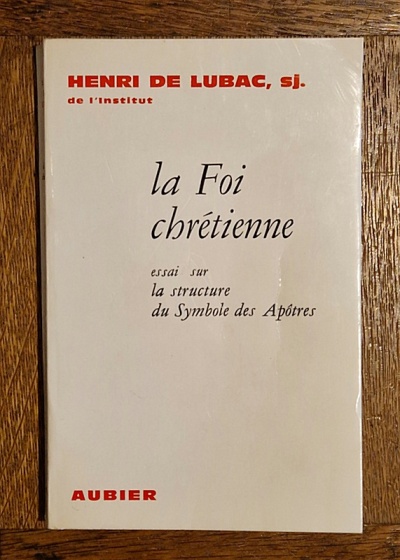 HENRI DE LUBAC, sj.
de l'Institut
la Foi
chrétienne
essai sur
la structure
du Symbole des Apôtres
AUBIER